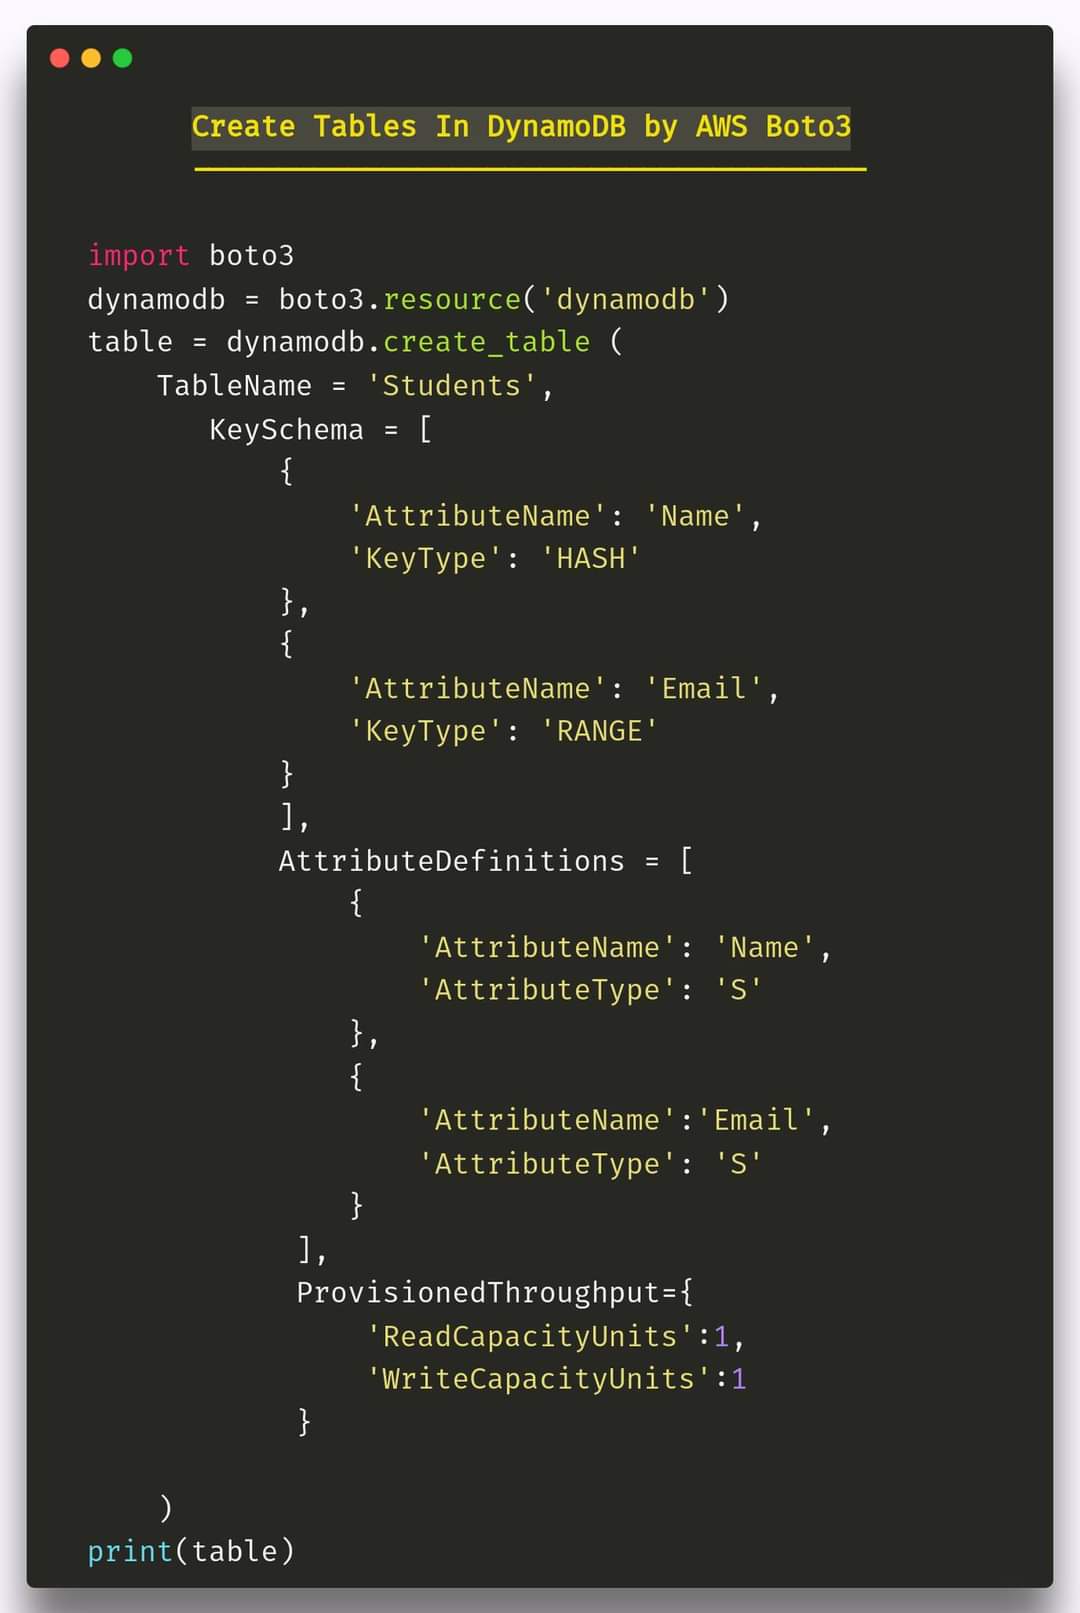 Create Tables In DynamoDB by AWS Boto3
import boto3
dynamodb = boto3.resource('dynamodb')
table = dynamodb.create_table (
    TableName = 'Students',
       KeySchema = [
           {
               'AttributeName': 'Name',
               'KeyType': 'HASH'
           },
           {
               'AttributeName': 'Email',
               'KeyType': 'RANGE'
           }
           ],
           AttributeDefinitions = [
               {
                   'AttributeName': 'Name',
                   'AttributeType': 'S'
               },
               {
                   'AttributeName':'Email',
                   'AttributeType': 'S'
               }
            ],
            ProvisionedThroughput={
                'ReadCapacityUnits':1,
                'WriteCapacityUnits':1
            }
    )
print(table)